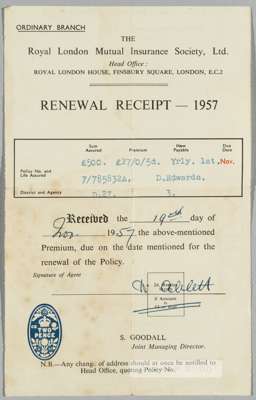 ORDINARY BRANCH
THE
Royal London Mutual Insurance Society, Ltd.
Head Office:
ROYAL LONDON HOUSE, FINSBURY SQUARE, LONDON, E.C.2
RENEWAL RECEIPT — 1957
Sum Assured Premium How Payable Due Date
£500. £27/0/5d. Yrly. 1st. Nov.
Policy No. and Life Assured
7/785832A. D.Edwards.
District and Agency
D.27. 3.
Received the 19th day of
Nov. 1957 the above-mentioned
Premium, due on the date mentioned for the
renewal of the Policy.
Signature of Agent
TWO PENCE
S. GOODALL
Joint Managing Director.
N.B.—Any change of address should at once be notified to
Head Office, quoting Policy No.